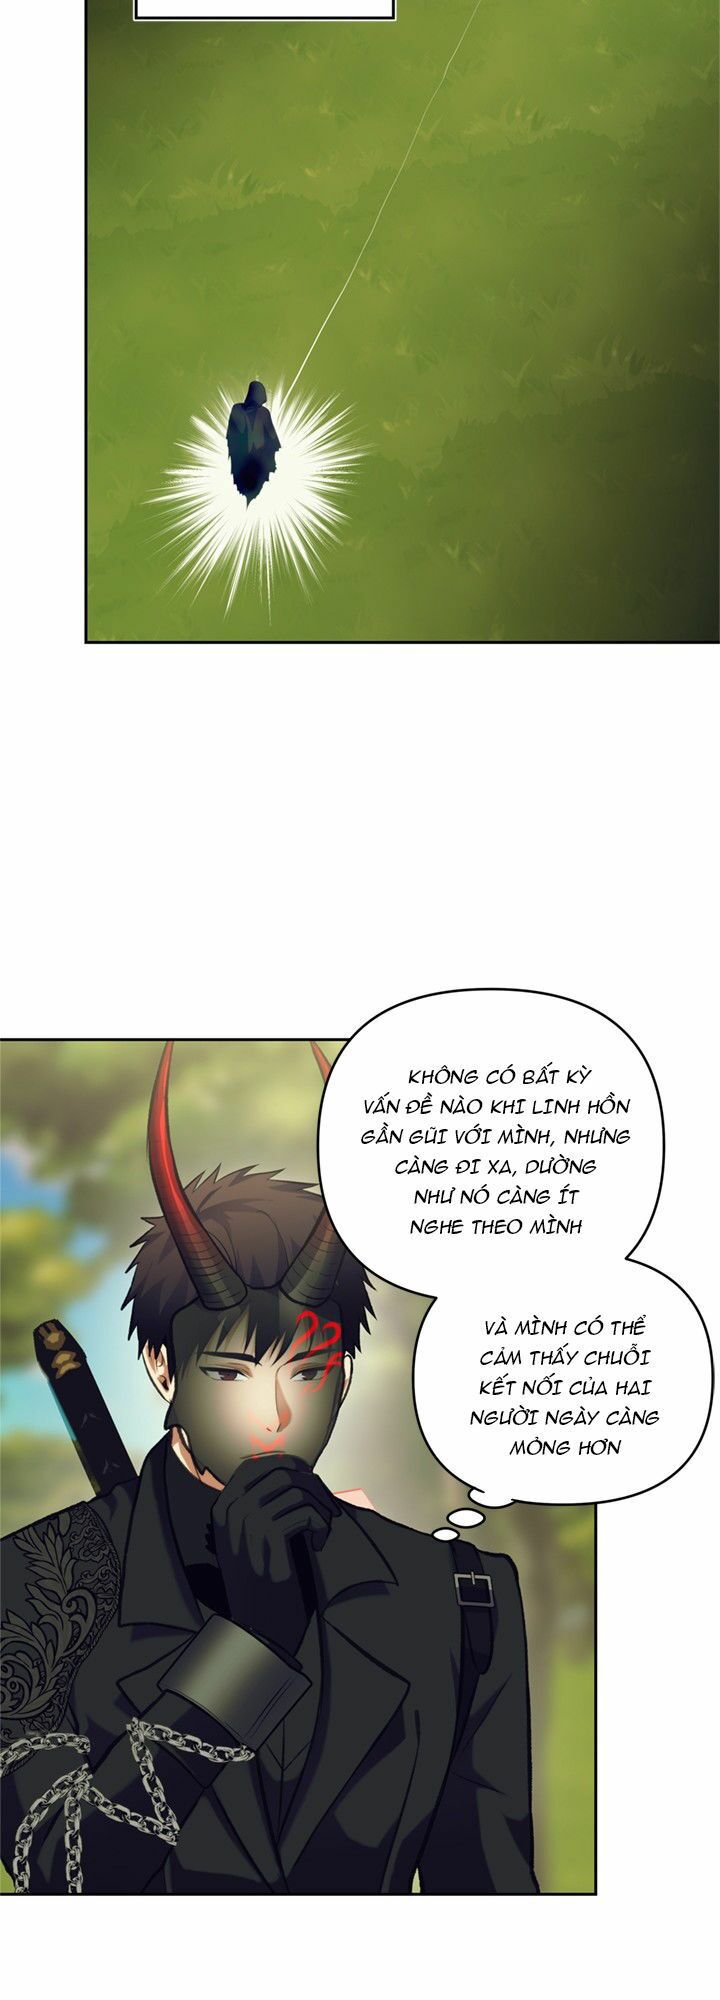 KHÔNG CÓ BẤT KỲ
VẤN ĐỀ NÀO KHI LINH HỒN
GẦN GŨI VỚI MÌNH, NHƯNG
CÀNG ĐI XA, DƯỜNG
NHƯ NÓ CÀNG ÍT
NGHE THEO MÌNH
VÀ MÌNH CÓ THỂ
CẢM THẤY CHUỖI
KẾT NỐI CỦA HAI
NGƯỜI NGÀY CÀNG
MỎNG HƠN